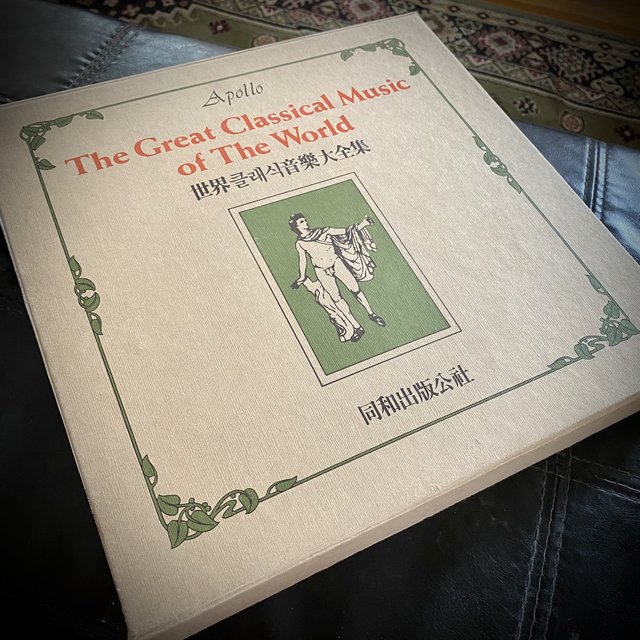 Apollo
The Great Classical Music
of The World
世界클래식音樂大全集
同和出版公社